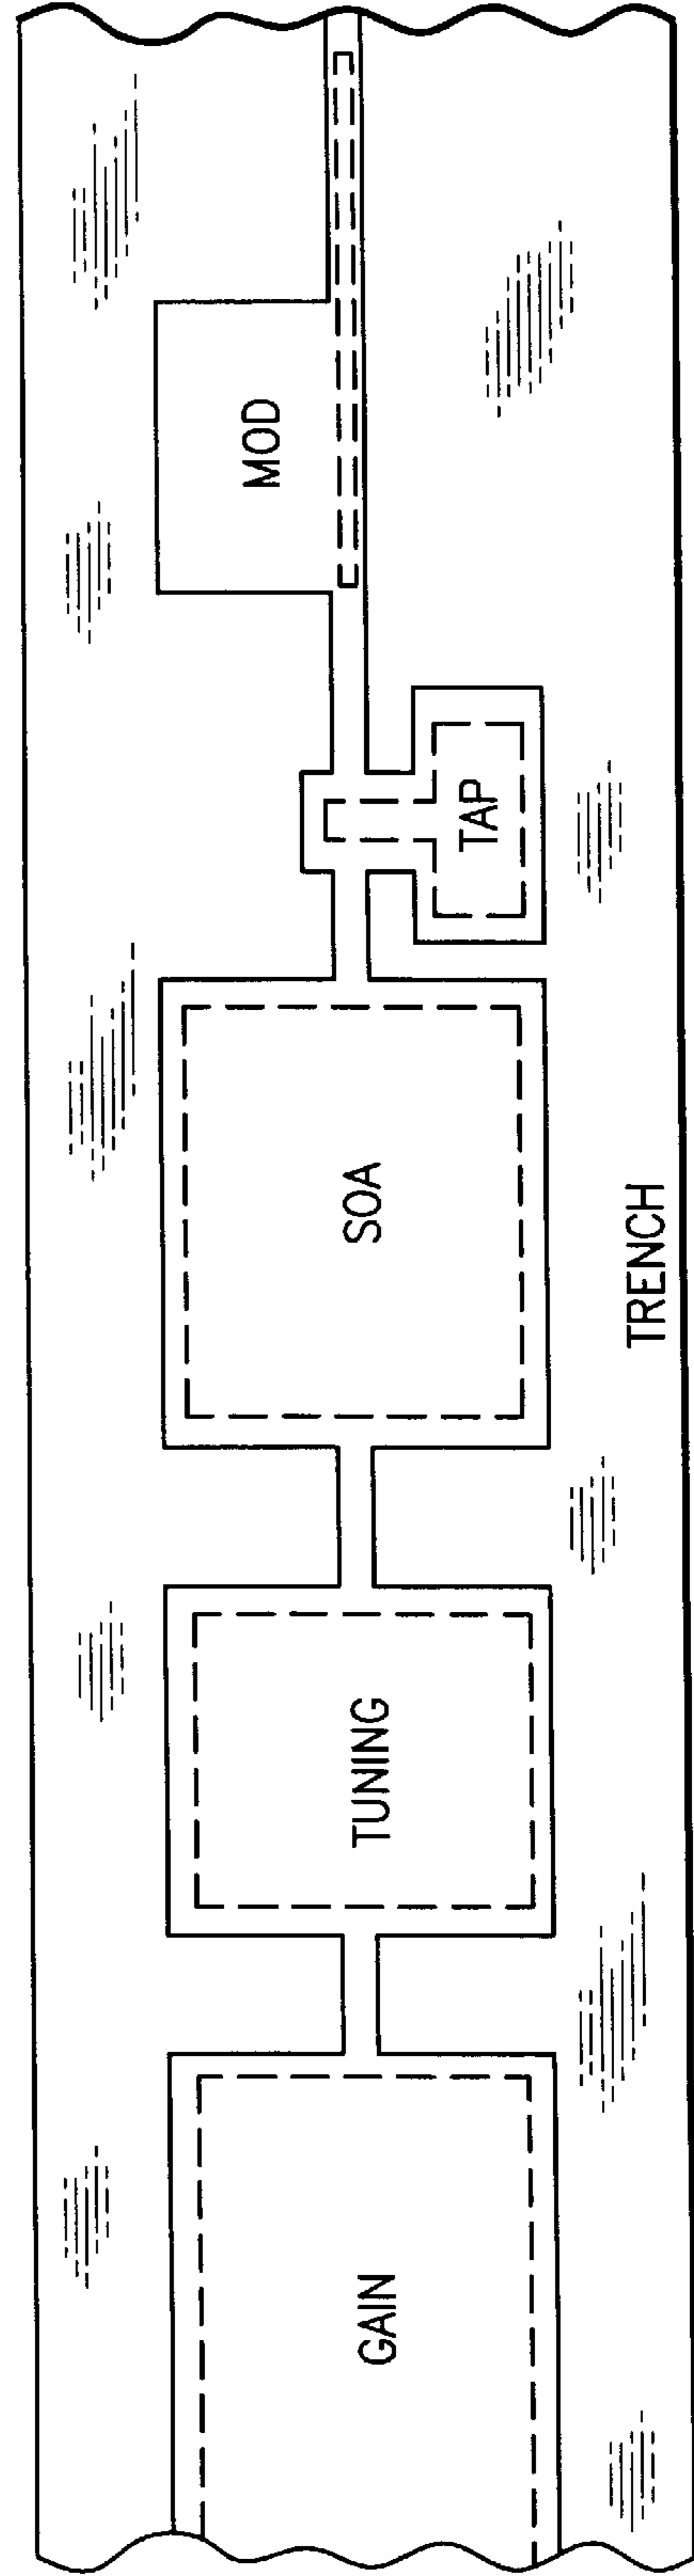 GAIN
TUNING
SOA
TAP
MOD
TRENCH